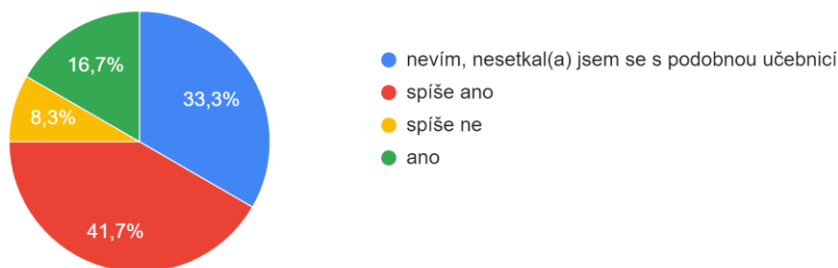 16,7%
33,3%
8,3%
41,7%
nevím, nesetkal(a) jsem se s podobnou učebnicí
spíše ano
spíše ne
ano